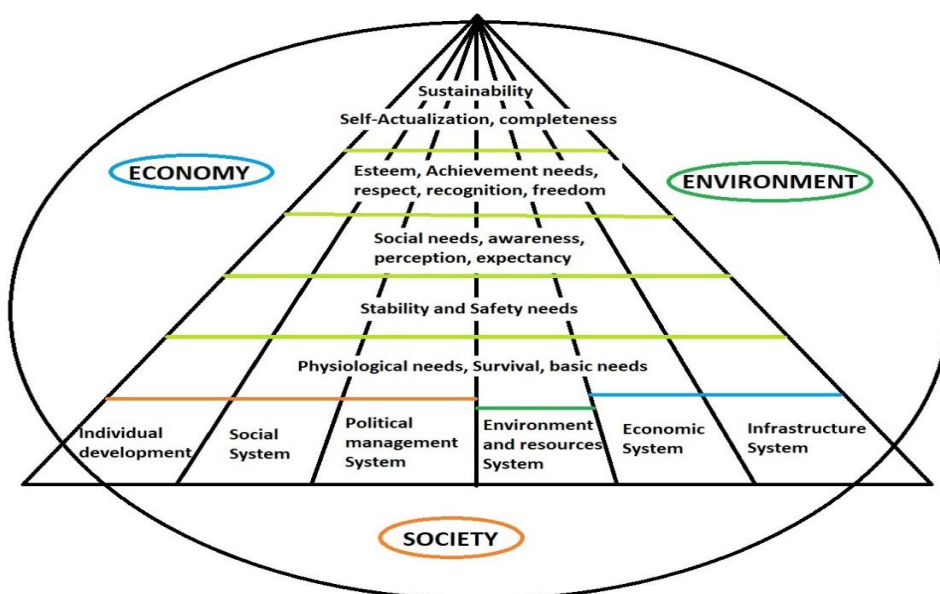 Sustainability
Self-Actualization, completeness
ECONOMY
Esteem, Achievement needs,
respect, recognition, freedom
ENVIRONMENT
Social needs, awareness,
perception, expectancy
Stability and Safety needs
Physiological needs, Survival, basic needs
Individual
development
Social
System
Political
management
System
Environment
and resources
System
Economic
System
Infrastructure
System
SOCIETY